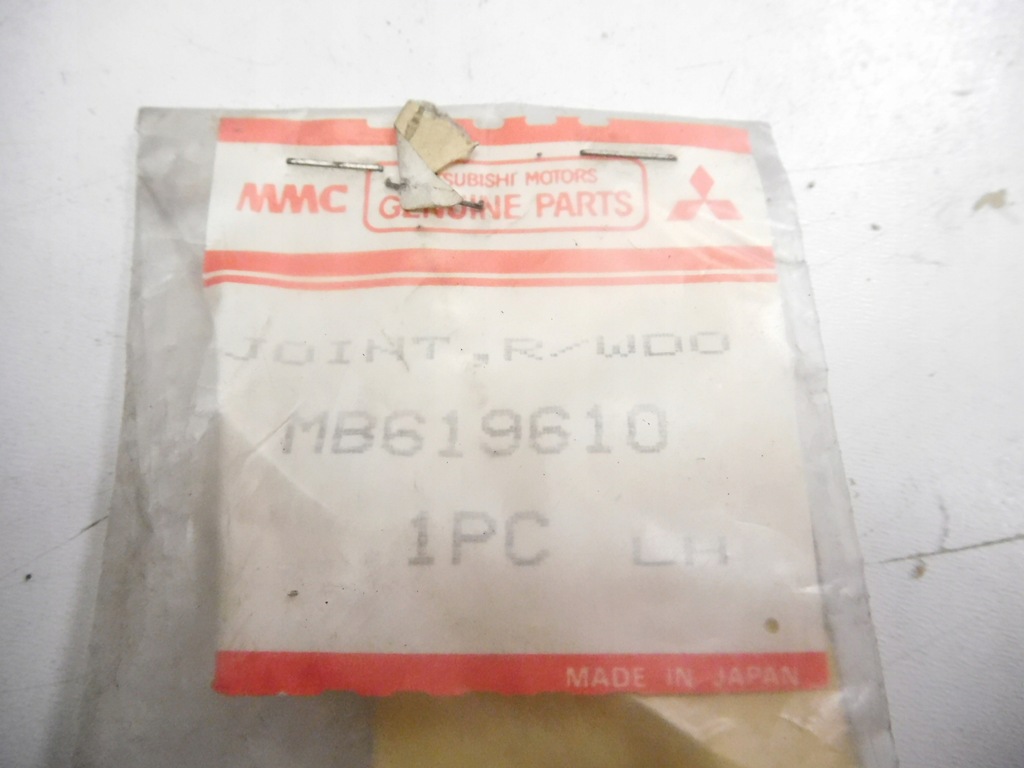 MMC
SUBISHI MOTORS
GENUINE PARTS
JOINT,R/WDO
MB619610
1PC LH
MADE IN JAPAN